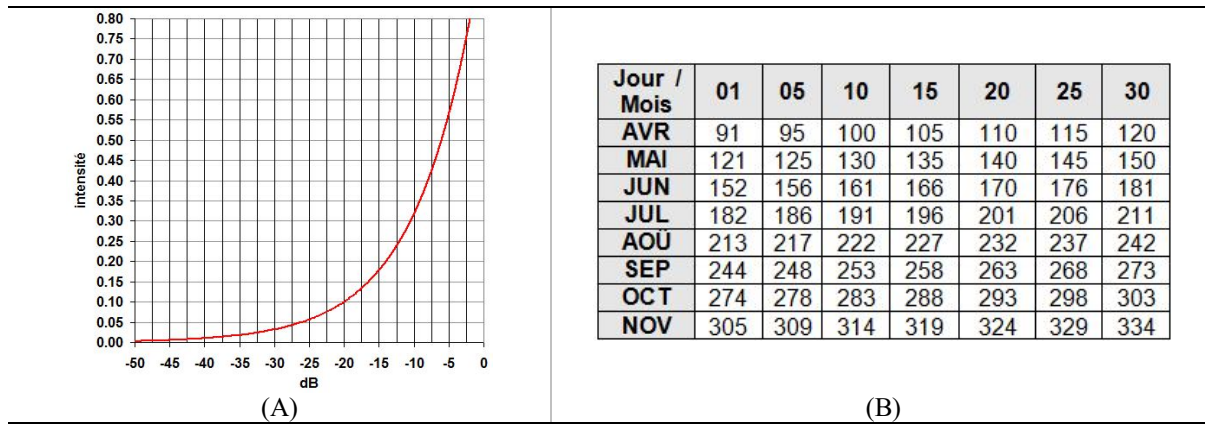 0.80
0.75
0.70
0.65
0.60
0.55
0.50
0.45
0.40
0.35
0.30
0.25
0.20
0.15
0.10
0.05
0.00
intensité
-50 -45 -40 -35 -30 -25 -20 -15 -10 -5 0
dB
(A)
Jour / Mois 01 05 10 15 20 25 30
AVR 91 95 100 105 110 115 120
MAI 121 125 130 135 140 145 150
JUN 152 156 161 166 170 176 181
JUL 182 186 191 196 201 206 211
AOÛ 213 217 222 227 232 237 242
SEP 244 248 253 258 263 268 273
OCT 274 278 283 288 293 298 303
NOV 305 309 314 319 324 329 334
(B)